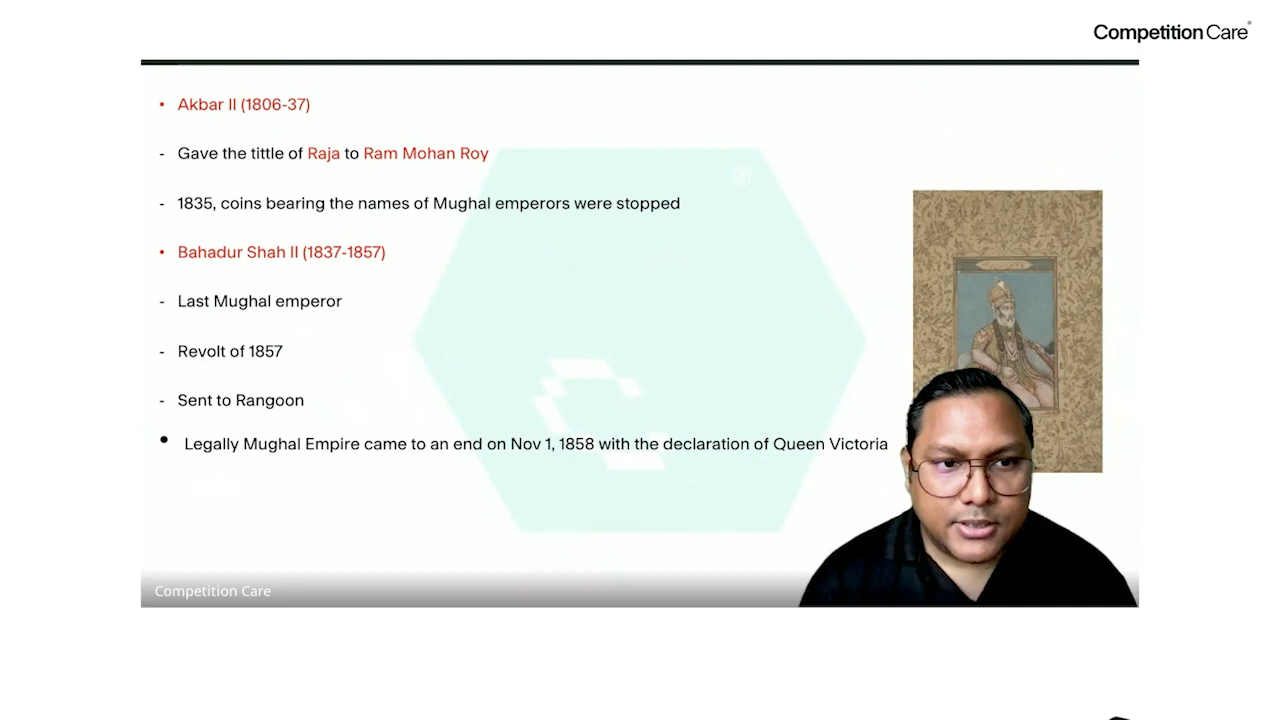 Competition Care
• Akbar II (1806-37)
- Gave the tittle of Raja to Ram Mohan Roy
- 1835, coins bearing the names of Mughal emperors were stopped
• Bahadur Shah II (1837-1857)
- Last Mughal emperor
- Revolt of 1857
- Sent to Rangoon
• Legally Mughal Empire came to an end on Nov 1, 1858 with the declaration of Queen Victoria
Competition Care